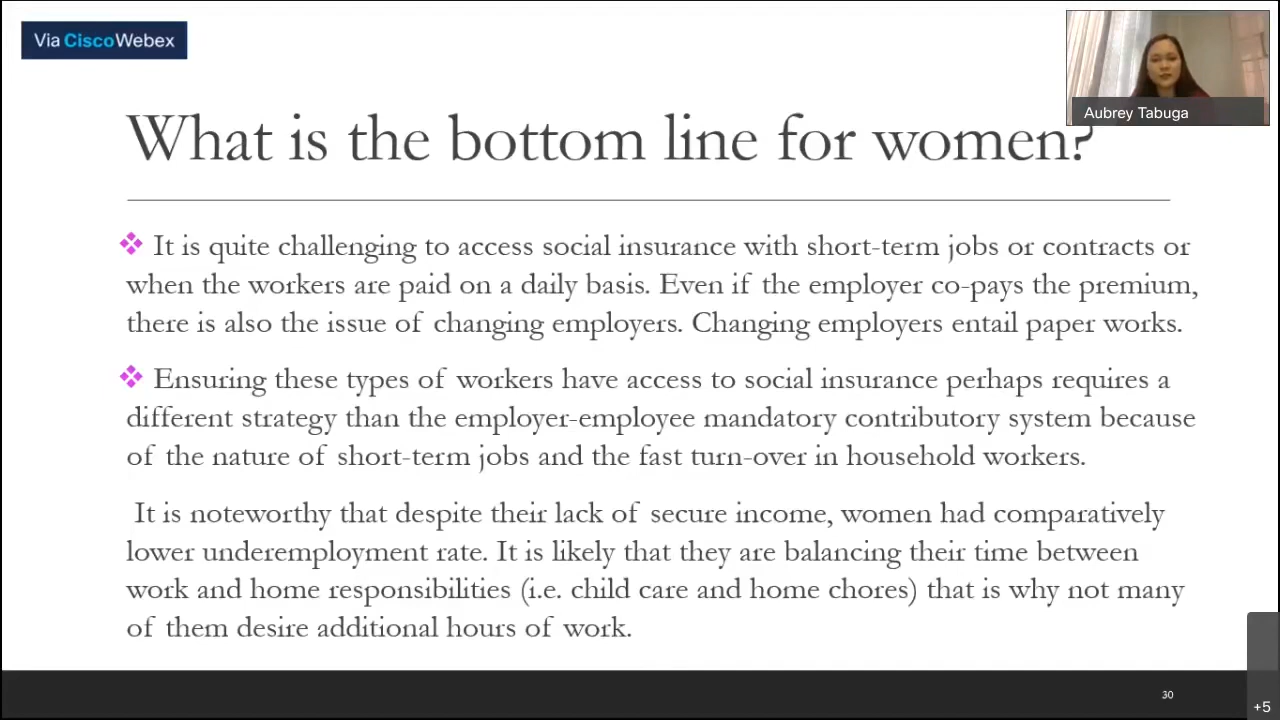 Via CiscoWebex
Aubrey Tabuga
What is the bottom line for women?
It is quite challenging to access social insurance with short-term jobs or contracts or
when the workers are paid on a daily basis. Even if the employer co-pays the premium,
there is also the issue of changing employers. Changing employers entail paper works.
Ensuring these types of workers have access to social insurance perhaps requires a
different strategy than the employer-employee mandatory contributory system because
of the nature of short-term jobs and the fast turn-over in household workers.
It is noteworthy that despite their lack of secure income, women had comparatively
lower underemployment rate. It is likely that they are balancing their time between
work and home responsibilities (i.e. child care and home chores) that is why not many
of them desire additional hours of work.
30
+5